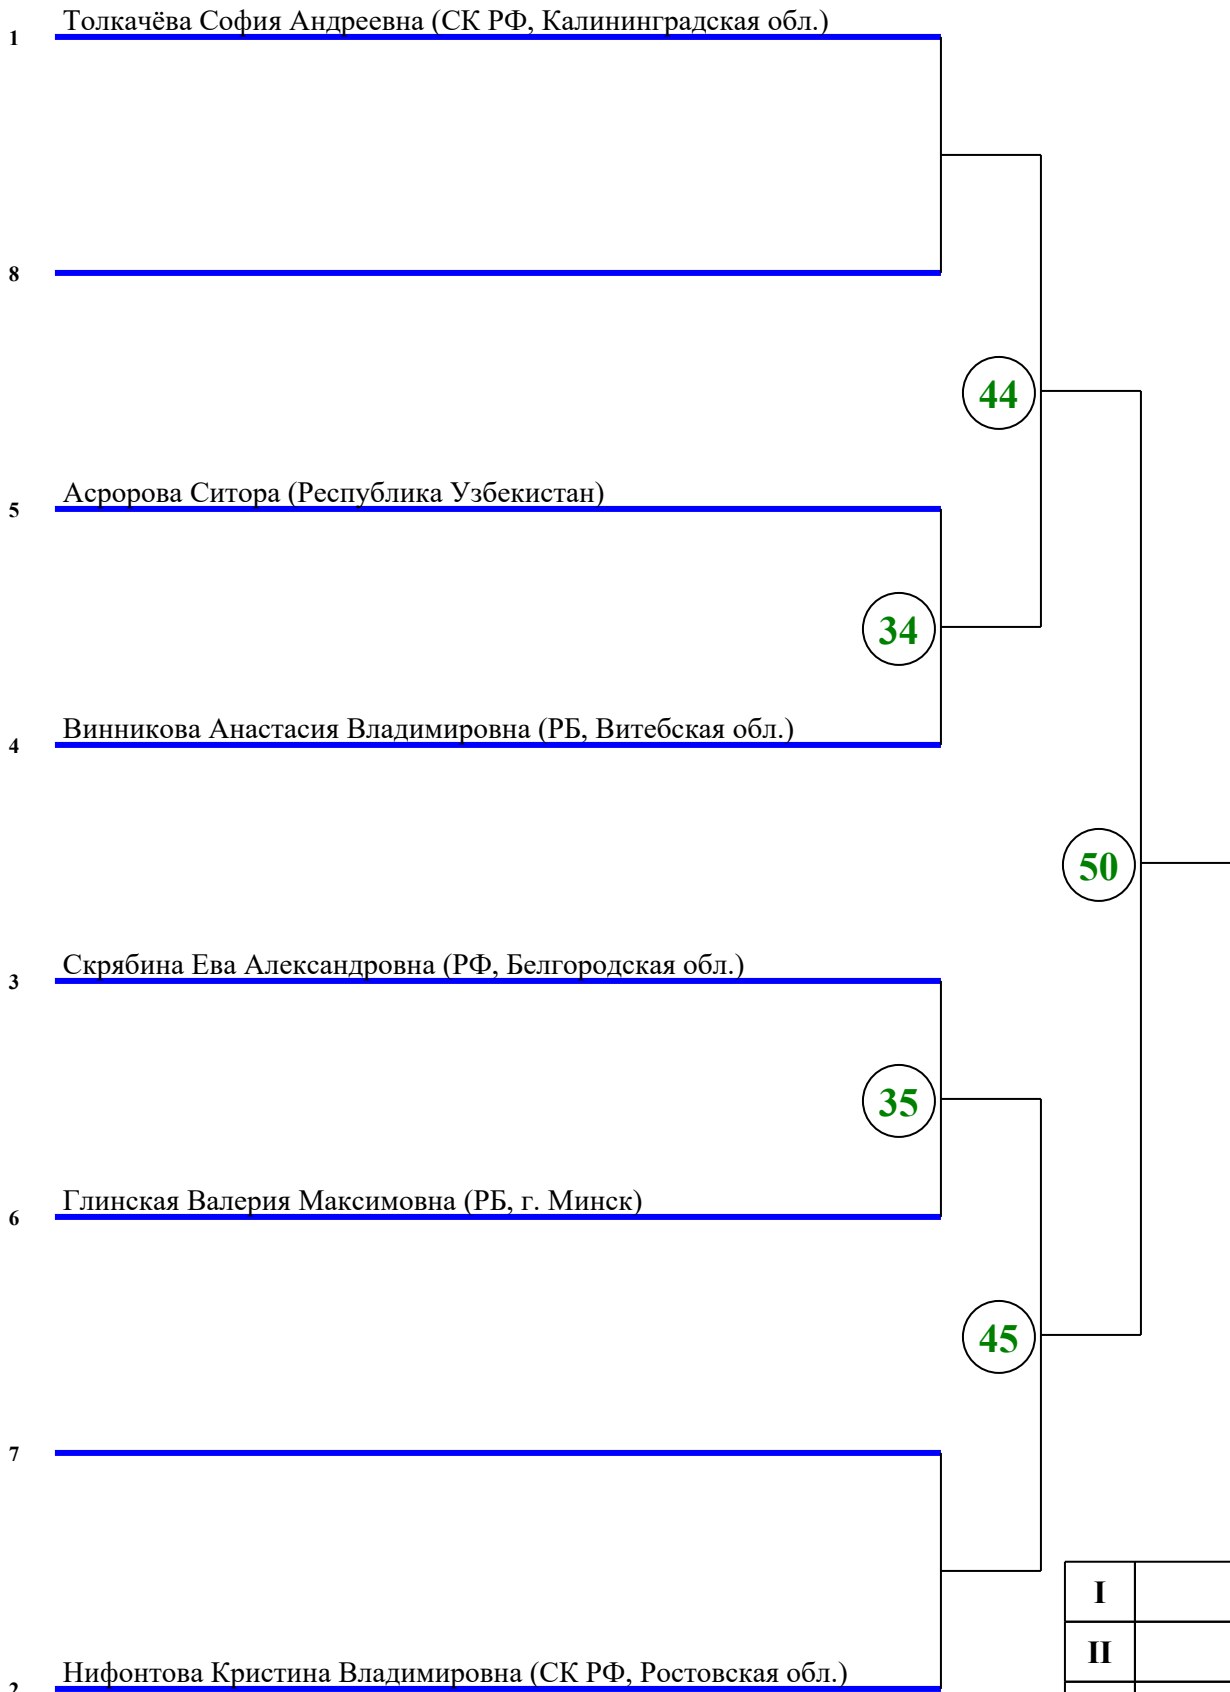 Толкачёва София Андреевна (СК РФ, Калининградская обл.)
1
8
44
Асророва Ситора (Республика Узбекистан)
5
34
Винникова Анастасия Владимировна (РБ, Витебская обл.)
4
50
Скрябина Ева Александровна (РФ, Белгородская обл.)
3
35
Глинская Валерия Максимовна (РБ, г. Минск)
6
45
7
I
II
Нифонтова Кристина Владимировна (СК РФ, Ростовская обл.)
2